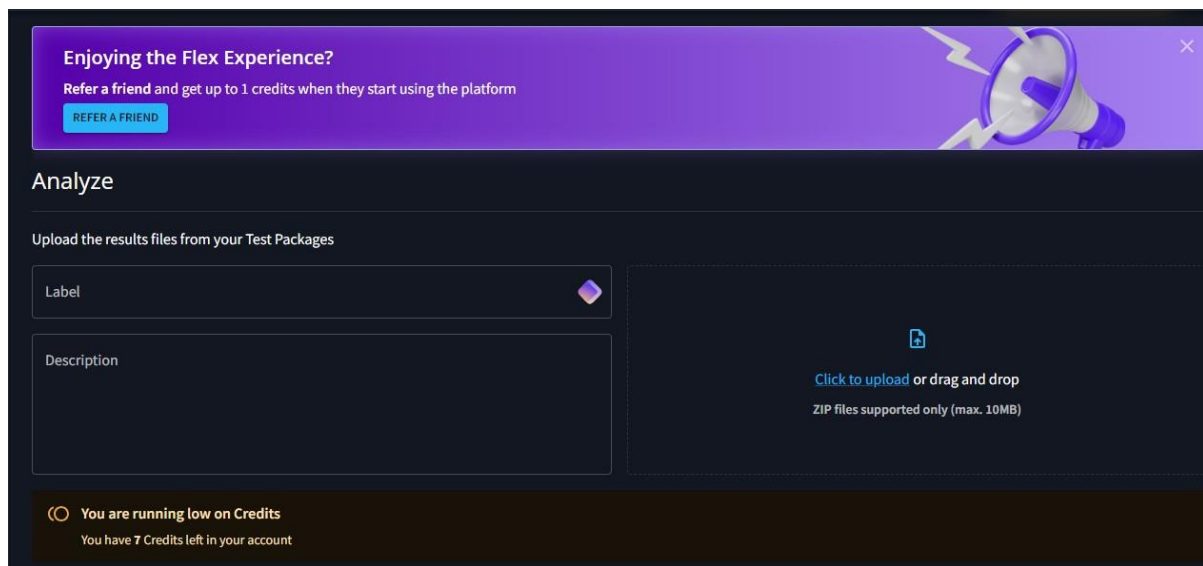 Enjoying the Flex Experience?
Refer a friend and get up to 1 credits when they start using the platform
REFER A FRIEND
Analyze
Upload the results files from your Test Packages
Label
Description
Click to upload or drag and drop
ZIP files supported only (max. 10MB)
You are running low on Credits
You have 7 Credits left in your account